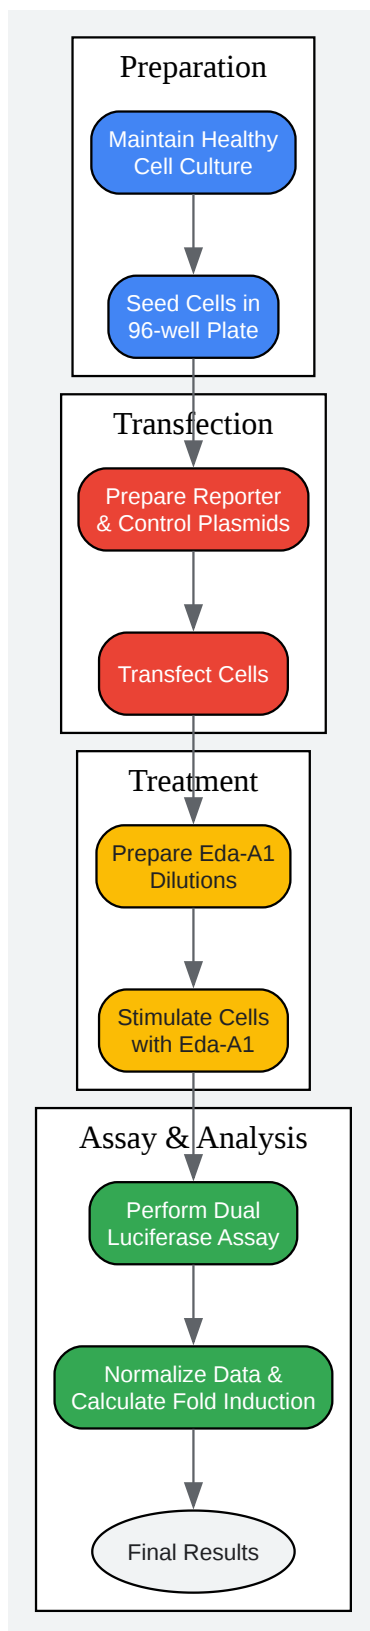 Preparation
Maintain Healthy
Cell Culture
Seed Cells in
96-well Plate
Transfection
Prepare Reporter
& Control Plasmids
Transfect Cells
Treatment
Prepare Eda-A1
Dilutions
Stimulate Cells
with Eda-A1
Assay & Analysis
Perform Dual
Luciferase Assay
Normalize Data &
Calculate Fold Induction
Final Results